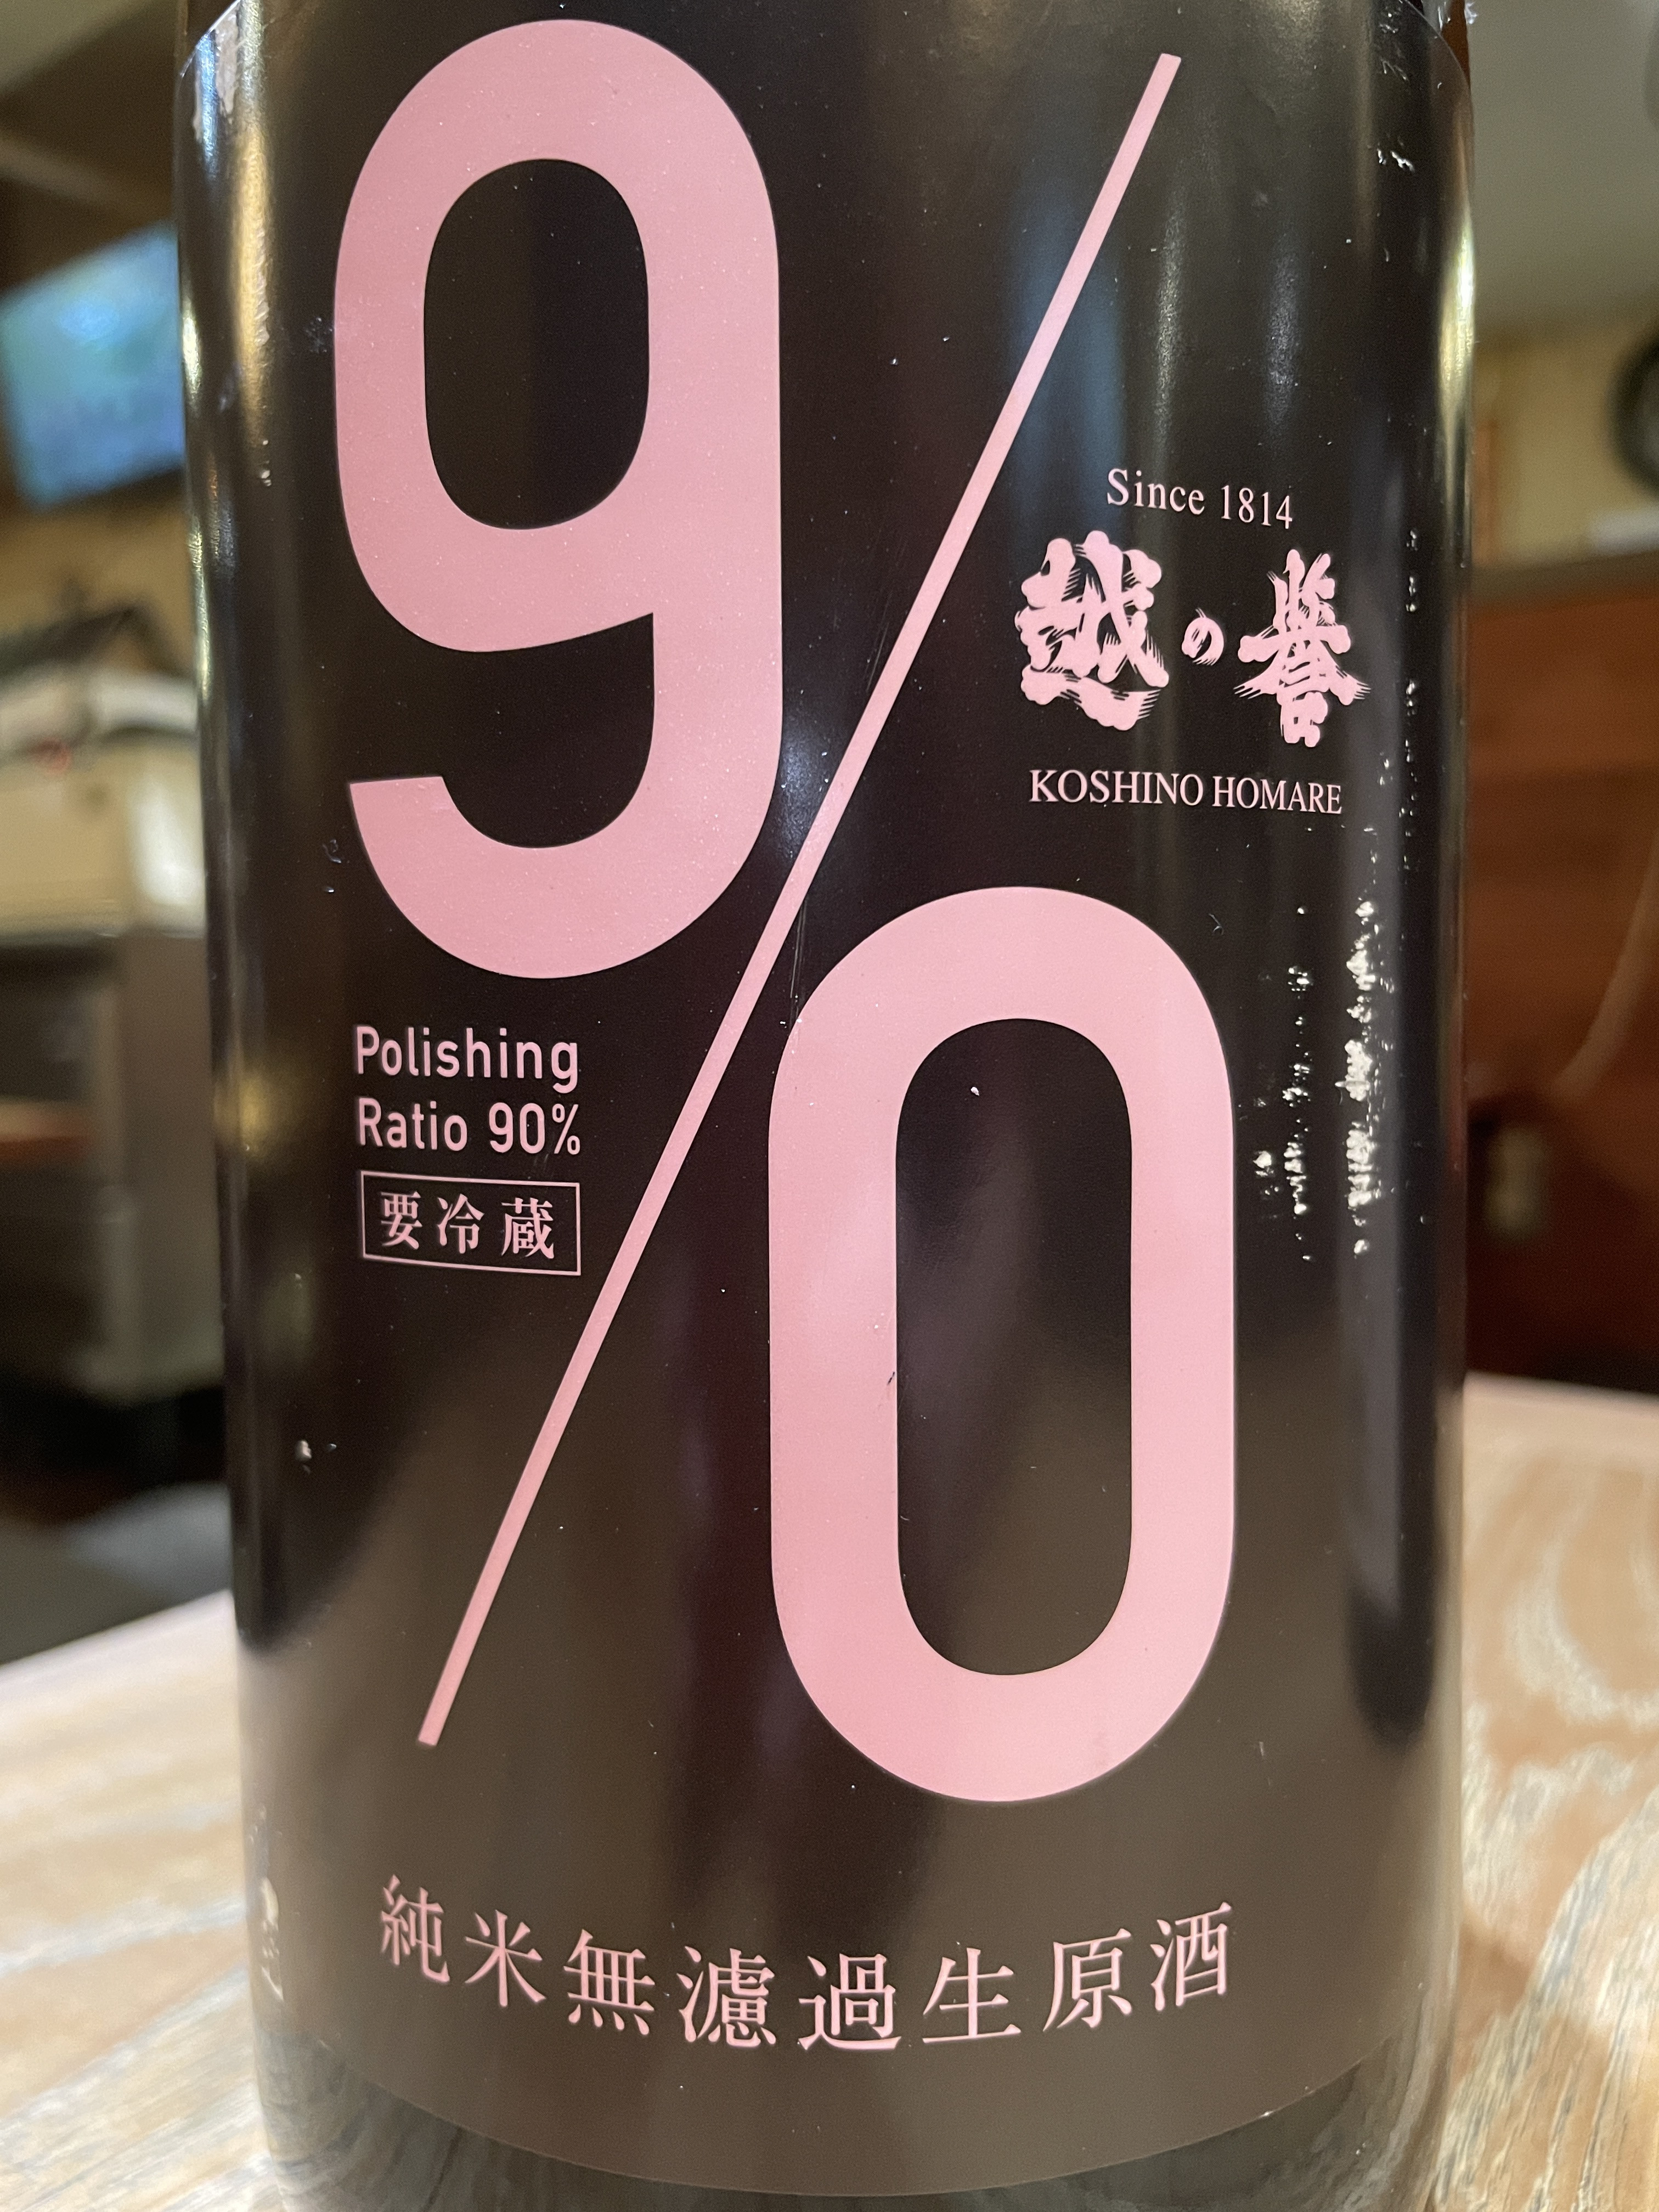 9/0
Since 1814
越の誉
KOSHINO HOMARE
Polishing
Ratio 90%
要冷蔵
純米無濾過生原酒